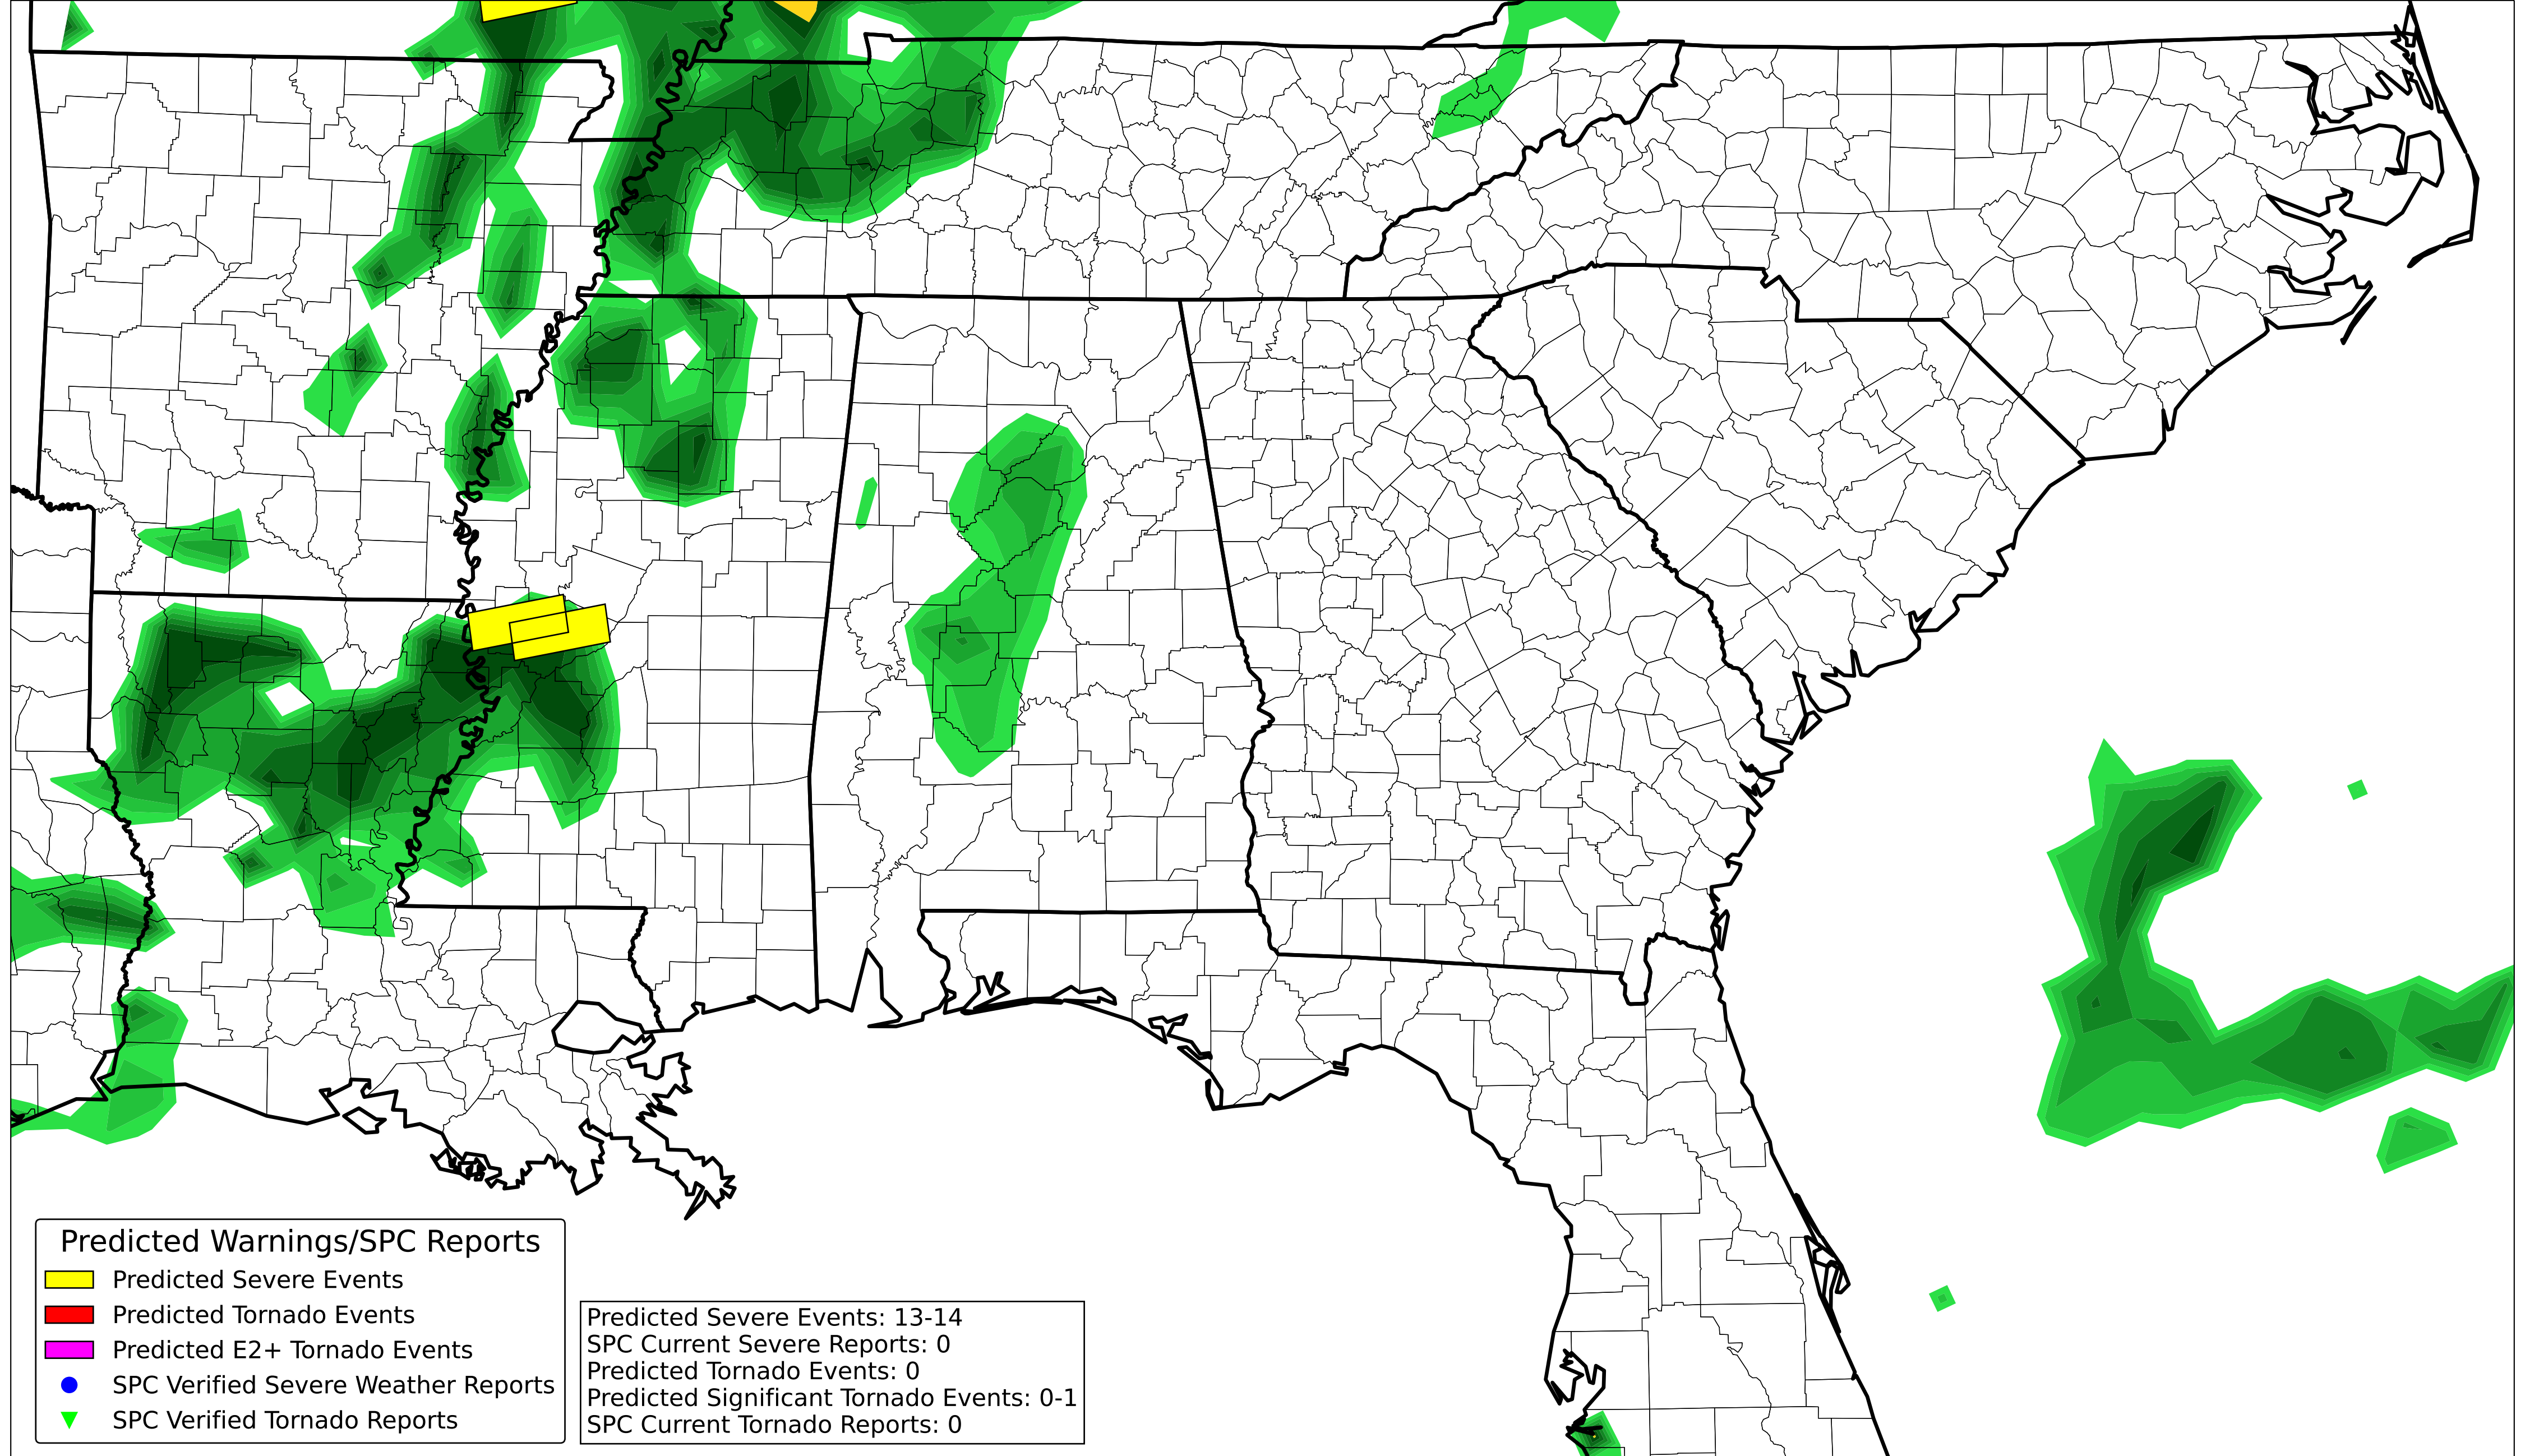 Predicted Warnings/SPC Reports
Predicted Severe Events
Predicted Tornado Events
Predicted E2+ Tornado Events
SPC Verified Severe Weather Reports
SPC Verified Tornado Reports
Predicted Severe Events: 13-14
SPC Current Severe Reports: 0
Predicted Tornado Events: 0
Predicted Significant Tornado Events: 0-1
SPC Current Tornado Reports: 0